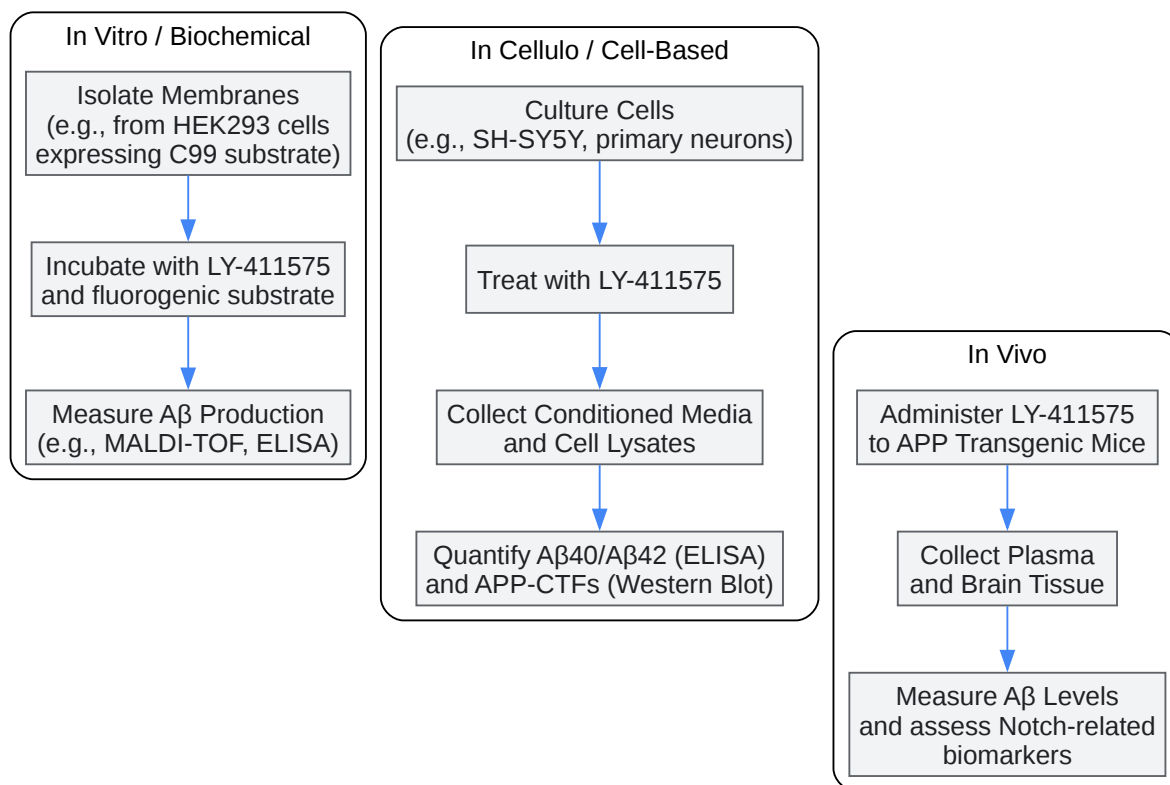 In Vitro / Biochemical
Isolate Membranes
(e.g., from HEK293 cells
expressing C99 substrate)
Incubate with LY-411575
and fluorogenic substrate
Measure Aβ Production
(e.g., MALDI-TOF, ELISA)
In Cellulo / Cell-Based
Culture Cells
(e.g., SH-SY5Y, primary neurons)
Treat with LY-411575
Collect Conditioned Media
and Cell Lysates
Quantify Aβ40/Aβ42 (ELISA)
and APP-CTFs (Western Blot)
In Vivo
Administer LY-411575
to APP Transgenic Mice
Collect Plasma
and Brain Tissue
Measure Aβ Levels
and assess Notch-related
biomarkers